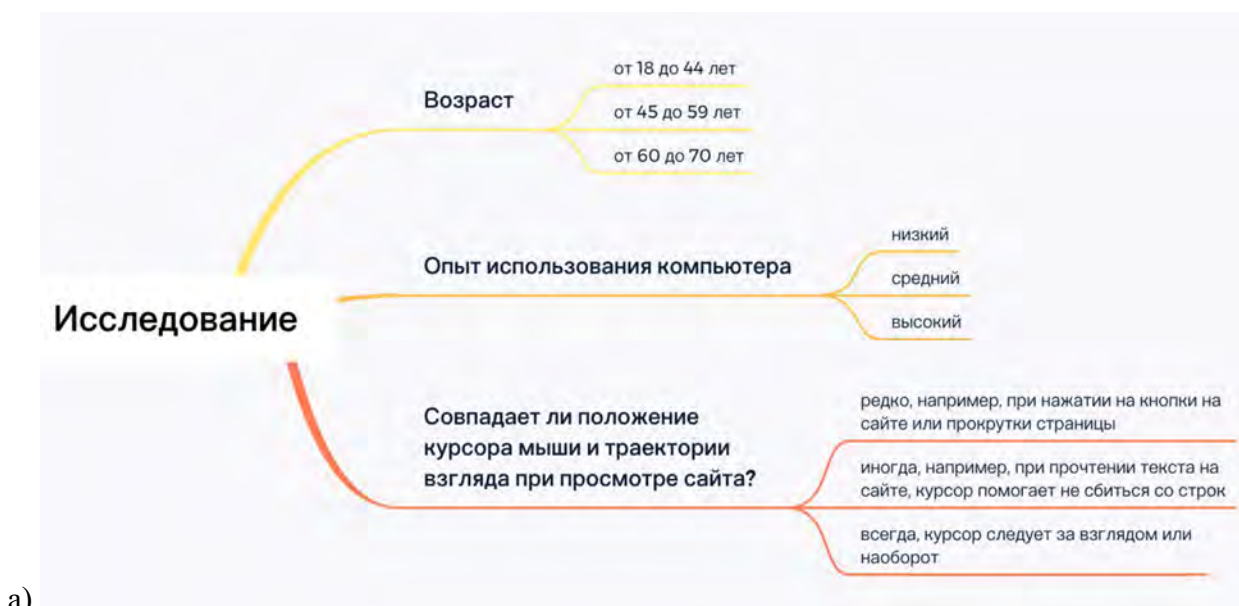 Исследование
Возраст
от 18 до 44 лет
от 45 до 59 лет
от 60 до 70 лет
Опыт использования компьютера
низкий
средний
высокий
Совпадает ли положение
курсора мыши и траектории
взгляда при просмотре сайта?
редко, например, при нажатии на кнопки на
сайте или прокрутки страницы
иногда, например, при прочтении текста на
сайте, курсор помогает не сбиться со строк
всегда, курсор следует за взглядом или
наоборот
а)